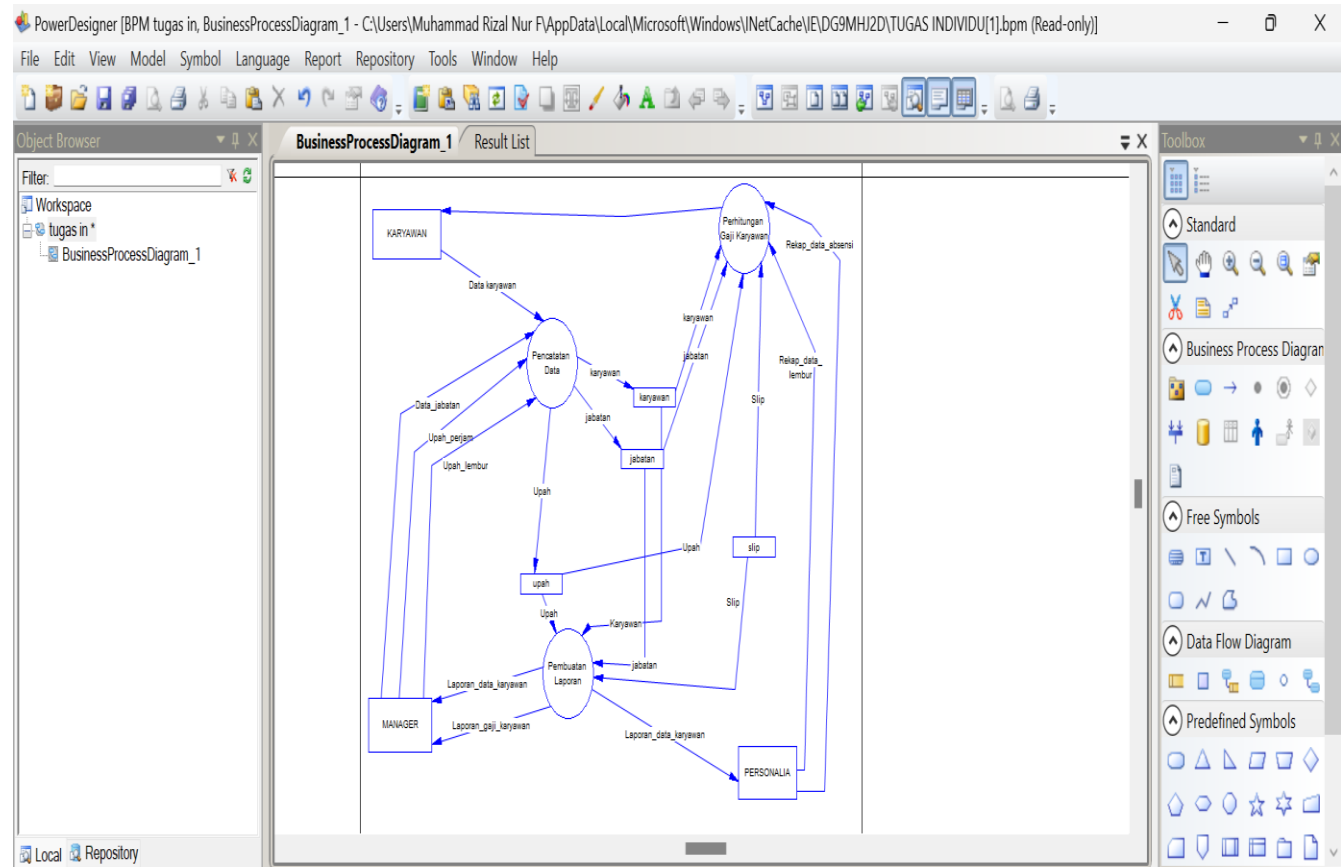 PowerDesigner [BPM tugas in, BusinessProcessDiagram_1 - C:\Users\Muhammad Rizal Nur F\AppData\Local\Microsoft\Windows\INetCache\IE\DG9MHJ2D\TUGAS INDIVIDU[1].bpm (Read-only)]
File Edit View Model Symbol Language Report Repository Tools Window Help
Object Browser
Filter:
Workspace
tugas in *
BusinessProcessDiagram_1
Local Repository
BusinessProcessDiagram_1 Result List
KARYAWAN
Perhitungan
Gaji Karyawan
Rekap_data_absensi
Data karyawan
karyawan
Pencatatan
Data
jabatan
Rekap_data_
lembur
karyawan
karyawan
Slip
Data_jabatan
jabatan
Upah_perjam
jabatan
Upah_lembur
Upah
Upah
slip
upah
Slip
Upah
Karyawan
jabatan
Pembuatan
Laporan
Laporan_data_karyawan
MANAGER
Laporan_gaji_karyawan
Laporan_data_karyawan
PERSONALIA
Toolbox
Standard
Business Process Diagran
Free Symbols
Data Flow Diagram
Predefined Symbols